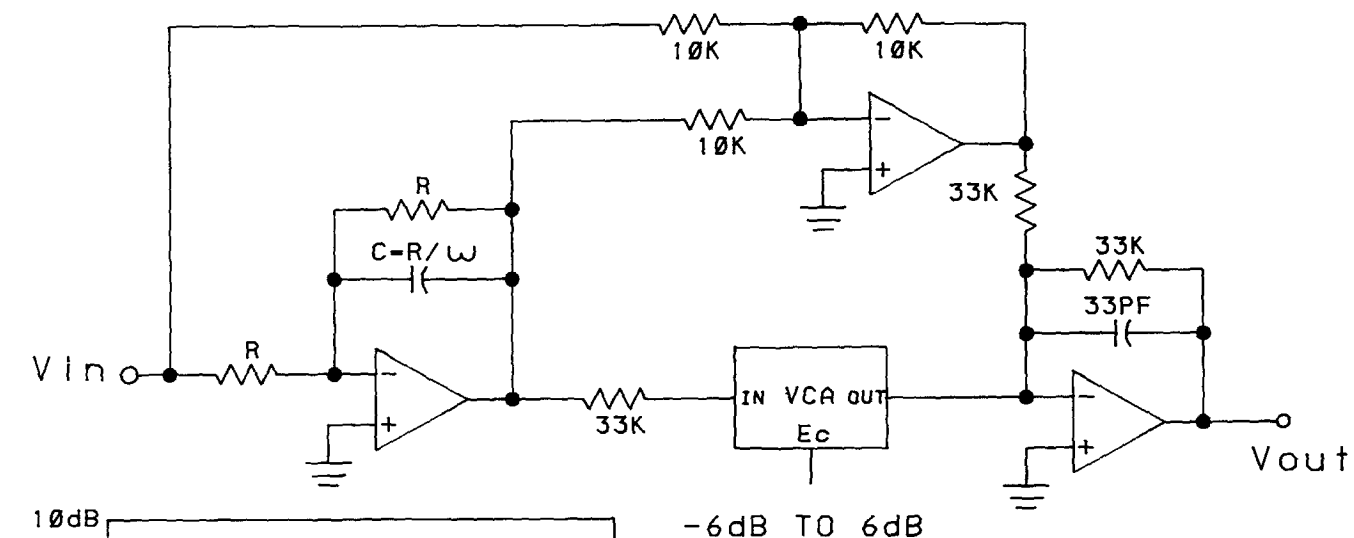 10K
10K
10K
R
33K
C=R/ω
33K
33PF
Vin
R
-
+
-
+
33K
IN VCA OUT
Ec
-
+
Vout
10dB
-6dB TO 6dB